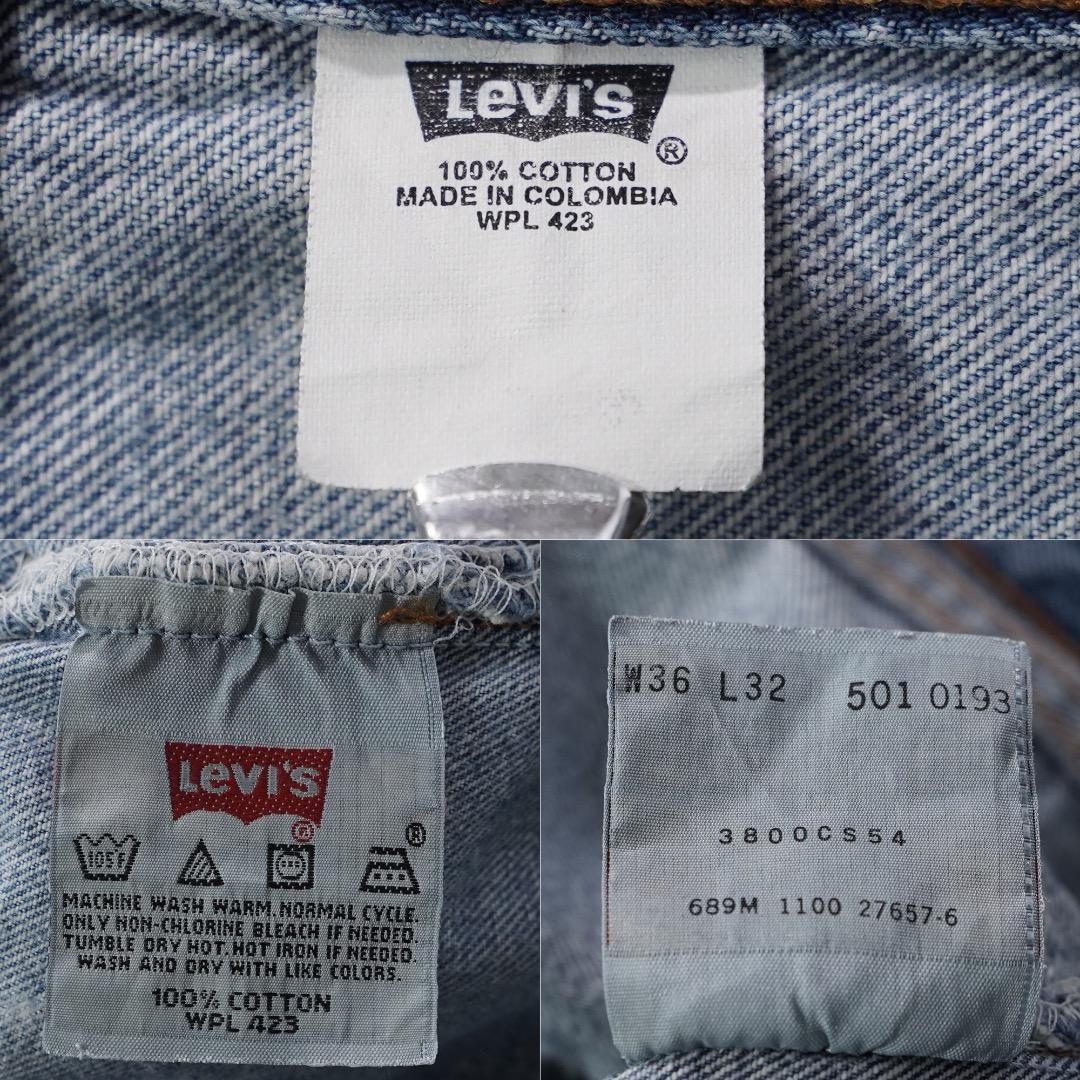 Levi's
®
100% COTTON
MADE IN COLOMBIA
WPL 423
Levi's
®
105F
®
MACHINE WASH WARM. NORMAL CYCLE.
ONLY NON-CHLORINE BLEACH IF NEEDED.
TUMBLE DRY HOT. HOT IRON IF NEEDED.
WASH AND DRY WITH LIKE COLORS.
100% COTTON
WPL 423
W36 L32 501 0193
3800CS54
689M 1100 27657-6